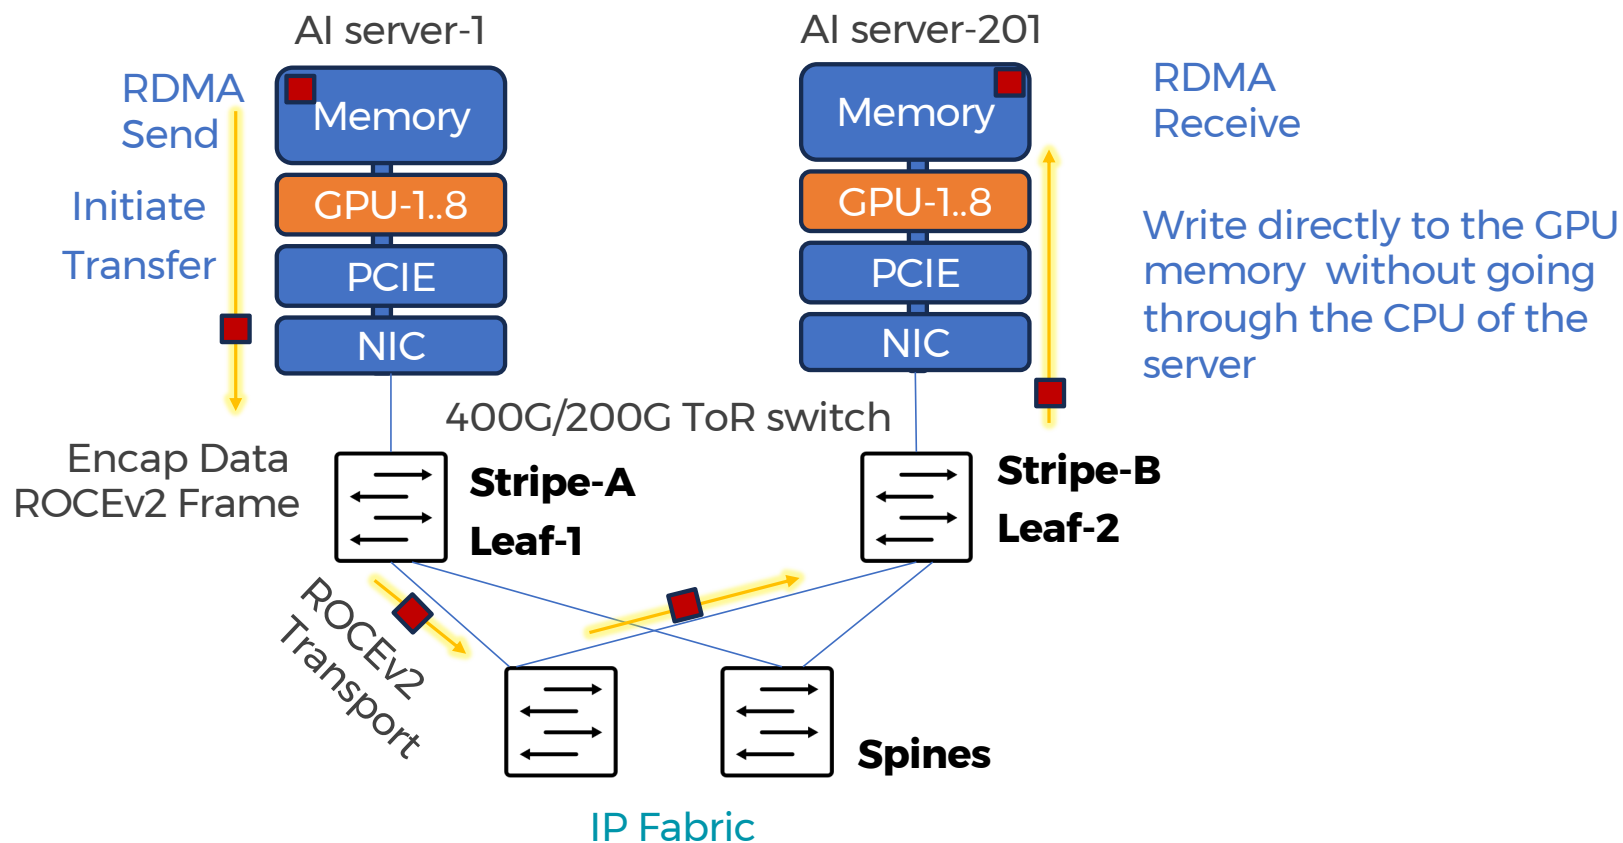 AI server-1
AI server-201
RDMA
Send
Initiate
Transfer
Memory
GPU-1..8
PCIE
NIC
Memory
GPU-1..8
PCIE
NIC
RDMA
Receive
Write directly to the GPU
memory  without going
through the CPU of the
server
400G/200G ToR switch
Encap Data
ROCEv2 Frame
Stripe-A
Leaf-1
Stripe-B
Leaf-2
ROCEv2
Transport
Spines
IP Fabric